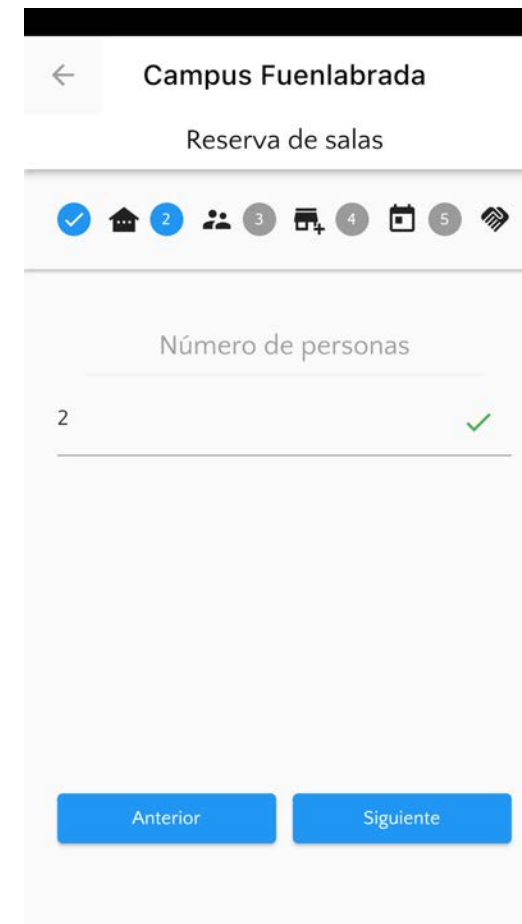 Campus Fuenlabrada
Reserva de salas
2 3 4 5
Número de personas
2
Anterior Siguiente